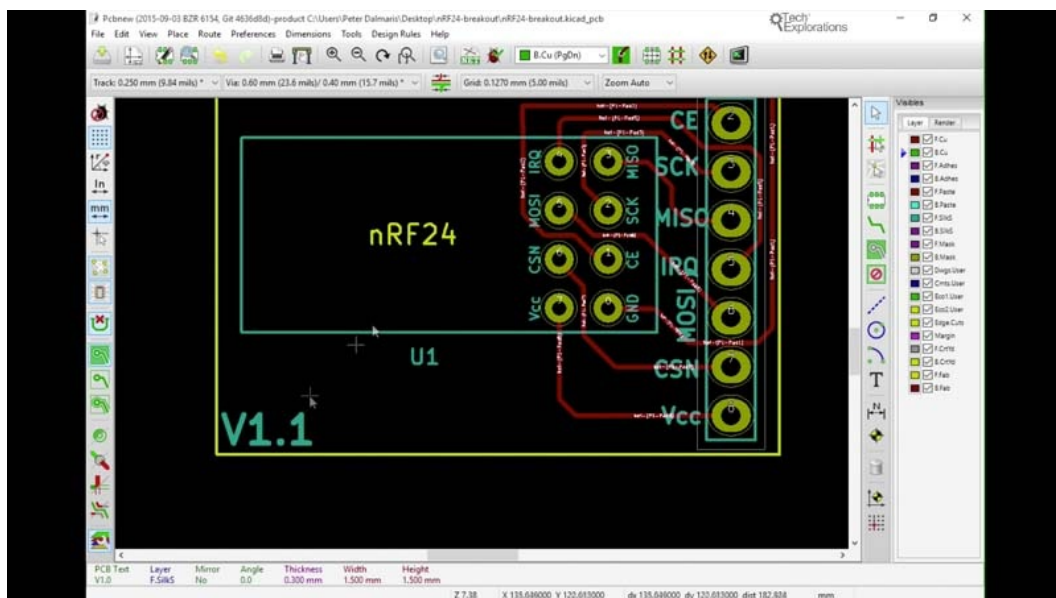 Pcbnew (2015-09-03 BZR 6154, Git 4636d8d)-product C:\Users\Peter Dalmaris\Desktop\nRF24-breakout\nRF24-breakout.kicad_pcb
Tech
Explorations
File Edit View Place Route Preferences Dimensions Tools Design Rules Help
B.Cu (PgDn)
Track: 0.250 mm (9.84 mils) * Via: 0.60 mm (23.6 mils)/ 0.40 mm (15.7 mils) * Grid: 0.1270 mm (5.00 mils) Zoom Auto
Visibles
Layer Render
F.Cu
B.Cu
F.Adhes
B.Adhes
F.Paste
B.Paste
F.SilkS
B.SilkS
F.Mask
B.Mask
Dwgs.User
Cmts.User
Eco1.User
Eco2.User
Edge.Cuts
Margin
F.CrtYd
B.CrtYd
F.Fab
B.Fab
In
mm
T
N
CE
SCK
MISO
IRQ
MOSI
CSN
Vcc
IRQ MISO
MOSI SCK
CSN CE
Vcc GND
nRF24
U1
V1.1
PCB Text Layer Mirror Angle Thickness Width Height
V1.0 F.SilkS No 0.0 0.300 mm 1.500 mm 1.500 mm
Z 7.38 X 135.646000 Y 122.613000 dx 135.646000 dy 122.613000 dist 182.824 mm